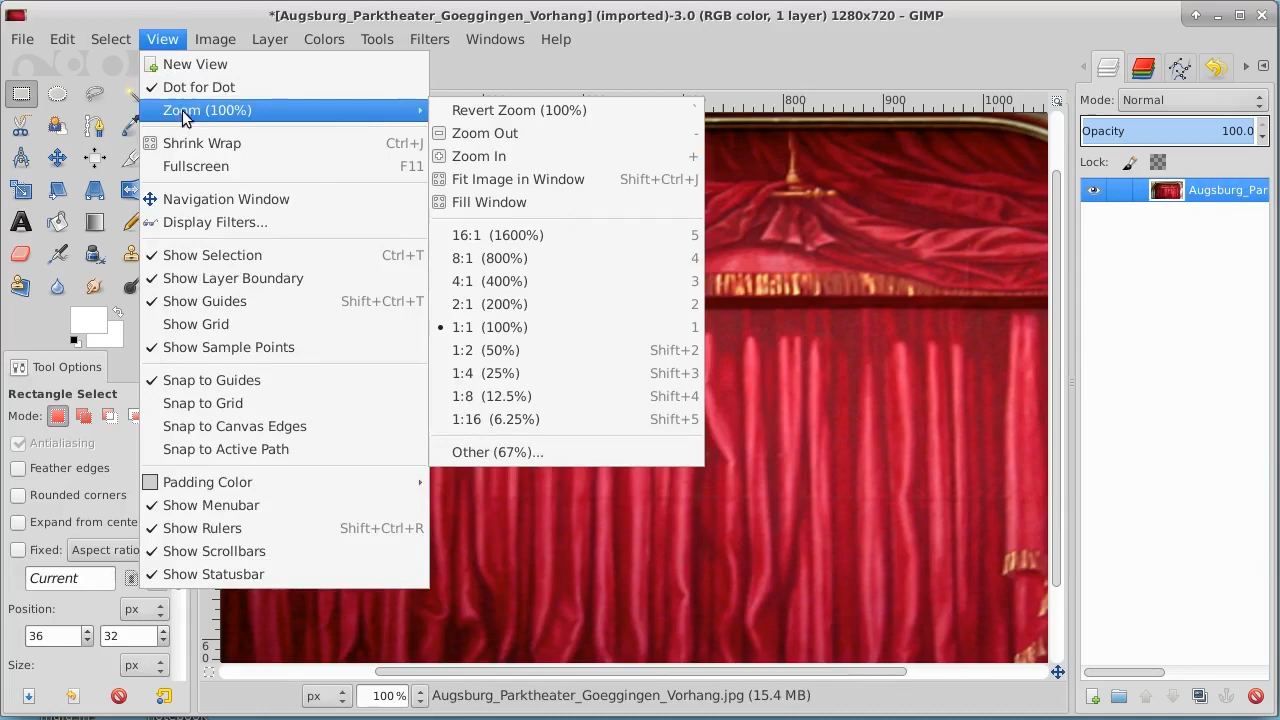 *[Augsburg_Parktheater_Goeggingen_Vorhang] (imported)-3.0 (RGB color, 1 layer) 1280x720 – GIMP
File Edit Select View Image Layer Colors Tools Filters Windows Help
New View
Dot for Dot
Zoom (100%)
Shrink Wrap Ctrl+J
Fullscreen F11
Navigation Window
Display Filters...
Show Selection Ctrl+T
Show Layer Boundary
Show Guides Shift+Ctrl+T
Show Grid
Show Sample Points
Snap to Guides
Snap to Grid
Snap to Canvas Edges
Snap to Active Path
Padding Color
Show Menubar
Show Rulers Shift+Ctrl+R
Show Scrollbars
Show Statusbar
Revert Zoom (100%) `
Zoom Out -
Zoom In +
Fit Image in Window Shift+Ctrl+J
Fill Window
16:1 (1600%) 5
8:1 (800%) 4
4:1 (400%) 3
2:1 (200%) 2
1:1 (100%) 1
1:2 (50%) Shift+2
1:4 (25%) Shift+3
1:8 (12.5%) Shift+4
1:16 (6.25%) Shift+5
Other (67%)...
800 900 1000
Mode: Normal
Opacity 100.0
Lock:
Augsburg_Par
Tool Options
Rectangle Select
Mode:
Antialiasing
Feather edges
Rounded corners
Expand from cente
Fixed: Aspect ratio
Current
Position: px
36 32
Size: px
6
0
px 100 % Augsburg_Parktheater_Goeggingen_Vorhang.jpg (15.4 MB)